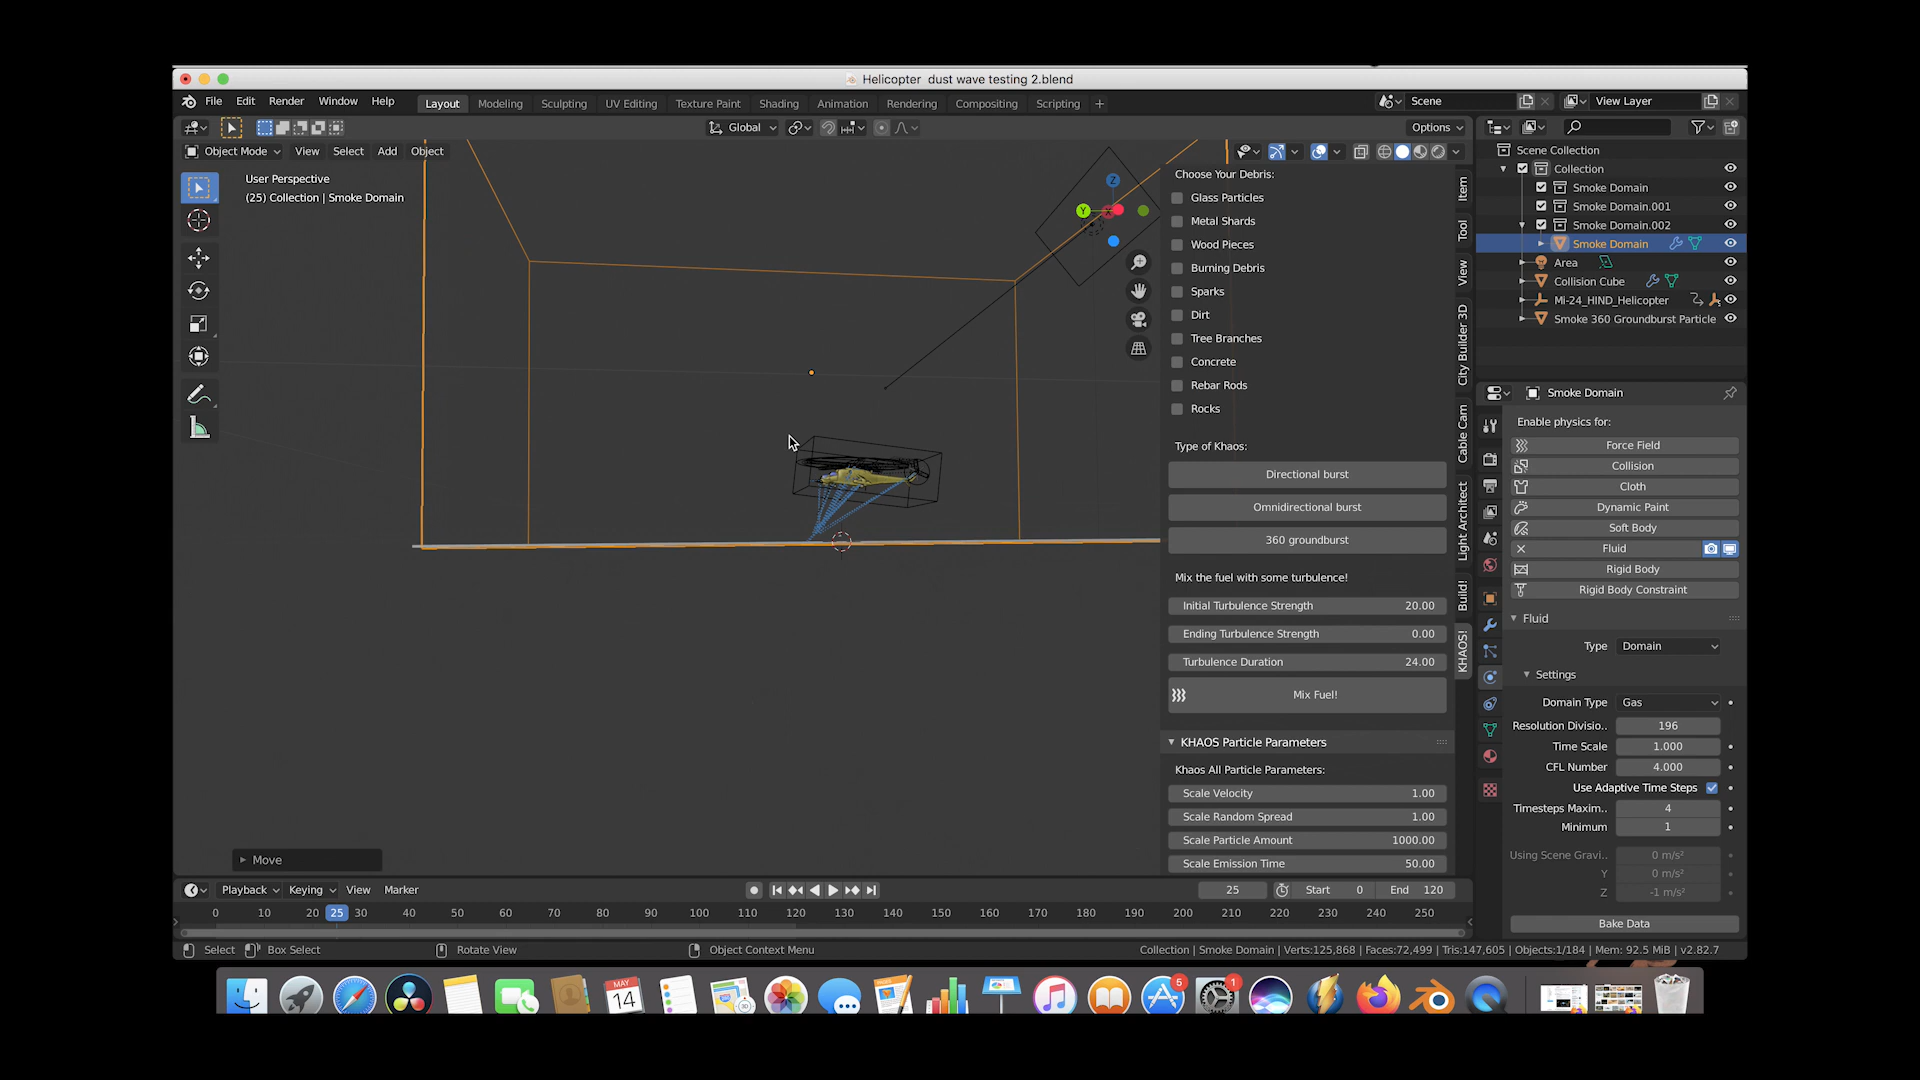 Helicopter  dust wave testing 2.blend
File Edit Render Window Help
Layout Modeling Sculpting UV Editing Texture Paint Shading Animation Rendering Compositing Scripting +
Scene
View Layer
Global
Options
Object Mode View Select Add Object
User Perspective
(25) Collection | Smoke Domain
Z
Y
Choose Your Debris:
Glass Particles
Metal Shards
Wood Pieces
Burning Debris
Sparks
Dirt
Tree Branches
Concrete
Rebar Rods
Rocks
Type of Khaos:
Directional burst
Omnidirectional burst
360 groundburst
Mix the fuel with some turbulence!
Initial Turbulence Strength 20.00
Ending Turbulence Strength 0.00
Turbulence Duration 24.00
Mix Fuel!
KHAOS Particle Parameters
Khaos All Particle Parameters:
Scale Velocity 1.00
Scale Random Spread 1.00
Scale Particle Amount 1000.00
Scale Emission Time 50.00
Item
Tool
View
City Builder 3D
Cable Cam
Light Architect
Build!
KHAOS!
Scene Collection
Collection
Smoke Domain
Smoke Domain.001
Smoke Domain.002
Smoke Domain
Area
Collision Cube
Mi-24_HIND_Helicopter
Smoke 360 Groundburst Particle
Smoke Domain
Enable physics for:
Force Field
Collision
Cloth
Dynamic Paint
Soft Body
Fluid
Rigid Body
Rigid Body Constraint
Fluid
Type Domain
Settings
Domain Type Gas
Resolution Divisio.. 196
Time Scale 1.000
CFL Number 4.000
Use Adaptive Time Steps
Timesteps Maxim.. 4
Minimum 1
Using Scene Gravi.. 0 m/s²
Y 0 m/s²
Z -1 m/s²
Bake Data
Move
Playback Keying View Marker
25 Start 0 End 120
0 10 20 25 30 40 50 60 70 80 90 100 110 120 130 140 150 160 170 180 190 200 210 220 230 240 250
Select Box Select Rotate View Object Context Menu
Collection | Smoke Domain | Verts:125,868 | Faces:72,499 | Tris:147,605 | Objects:1/184 | Mem: 92.5 MiB | v2.82.7
MAY
14
5
1